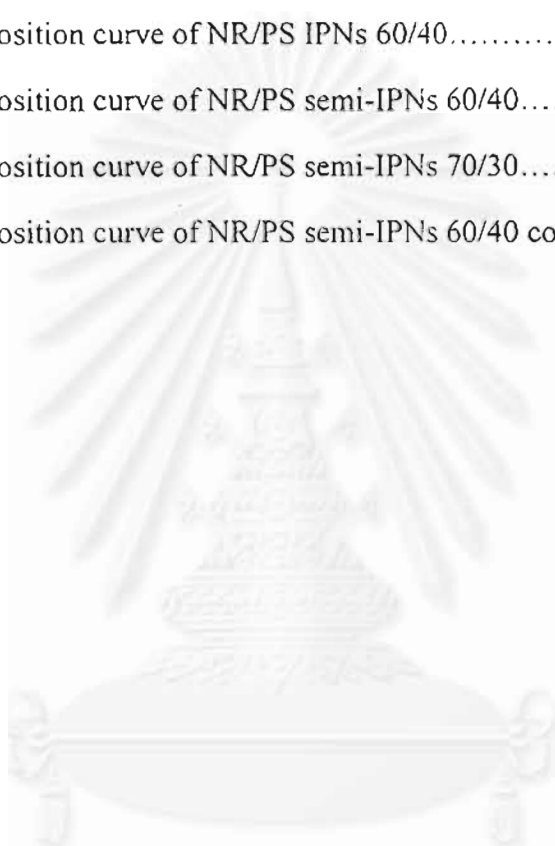 osition curve of NR/PS IPNs 60/40..........
osition curve of NR/PS semi-IPNs 60/40....
osition curve of NR/PS semi-IPNs 70/30....
osition curve of NR/PS semi-IPNs 60/40 co